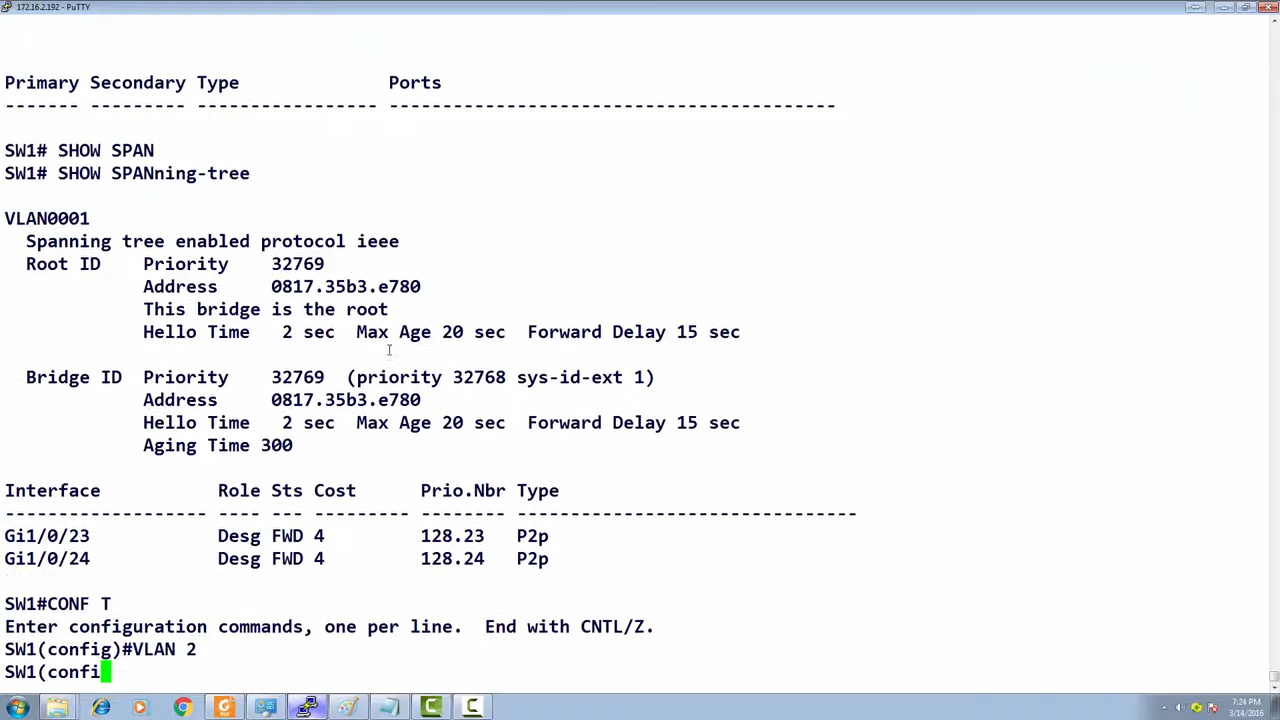 172.16.2.192 - PuTTY
Primary Secondary Type              Ports
------- --------- ----------------- ------------------------------------------
SW1# SHOW SPAN
SW1# SHOW SPANning-tree
VLAN0001
  Spanning tree enabled protocol ieee
  Root ID    Priority    32769
             Address     0817.35b3.e780
             This bridge is the root
             Hello Time   2 sec  Max Age 20 sec  Forward Delay 15 sec
  Bridge ID  Priority    32769  (priority 32768 sys-id-ext 1)
             Address     0817.35b3.e780
             Hello Time   2 sec  Max Age 20 sec  Forward Delay 15 sec
             Aging Time 300
Interface           Role Sts Cost      Prio.Nbr Type
------------------- ---- --- --------- -------- --------------------------------
Gi1/0/23            Desg FWD 4         128.23   P2p
Gi1/0/24            Desg FWD 4         128.24   P2p
SW1#CONF T
Enter configuration commands, one per line.  End with CNTL/Z.
SW1(config)#VLAN 2
SW1(confi
7:24 PM
3/14/2016